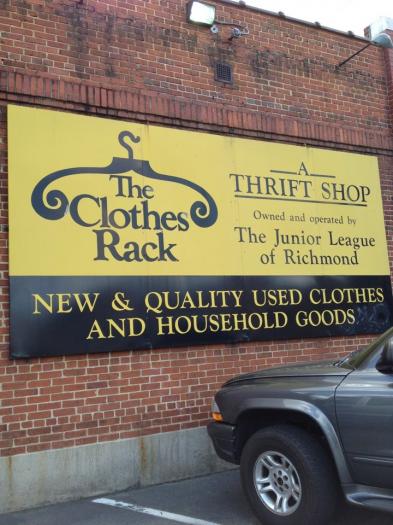 The
Clothes
Rack
A
THRIFT SHOP
Owned and operated by
The Junior League
of Richmond
NEW & QUALITY USED CLOTHES
AND HOUSEHOLD GOODS